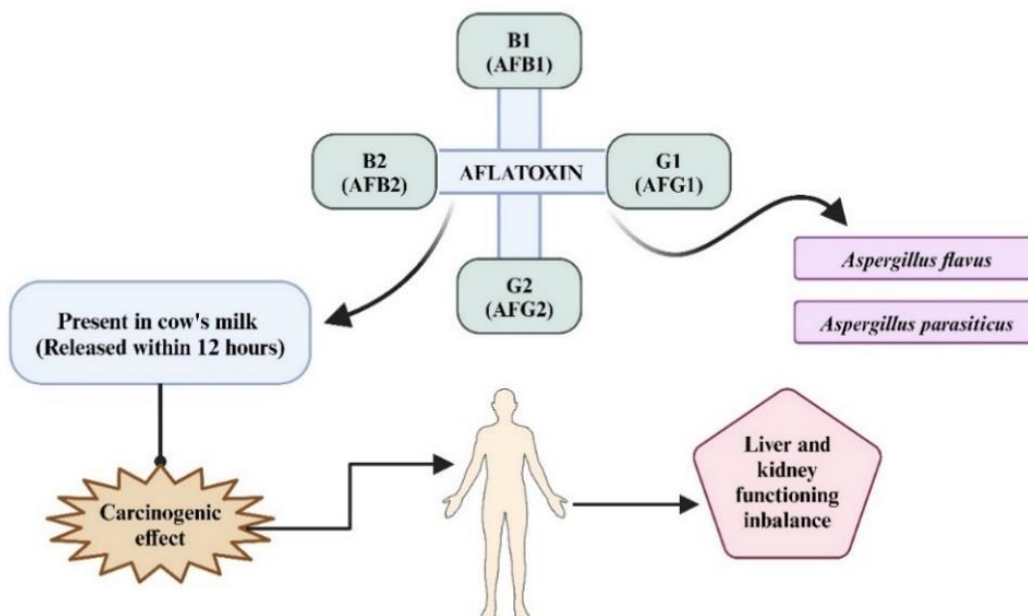 B1
(AFB1)
B2
(AFB2)
AFLATOXIN
G1
(AFG1)
G2
(AFG2)
Aspergillus flavus
Aspergillus parasiticus
Present in cow's milk
(Released within 12 hours)
Carcinogenic
effect
Liver and
kidney
functioning
inbalance